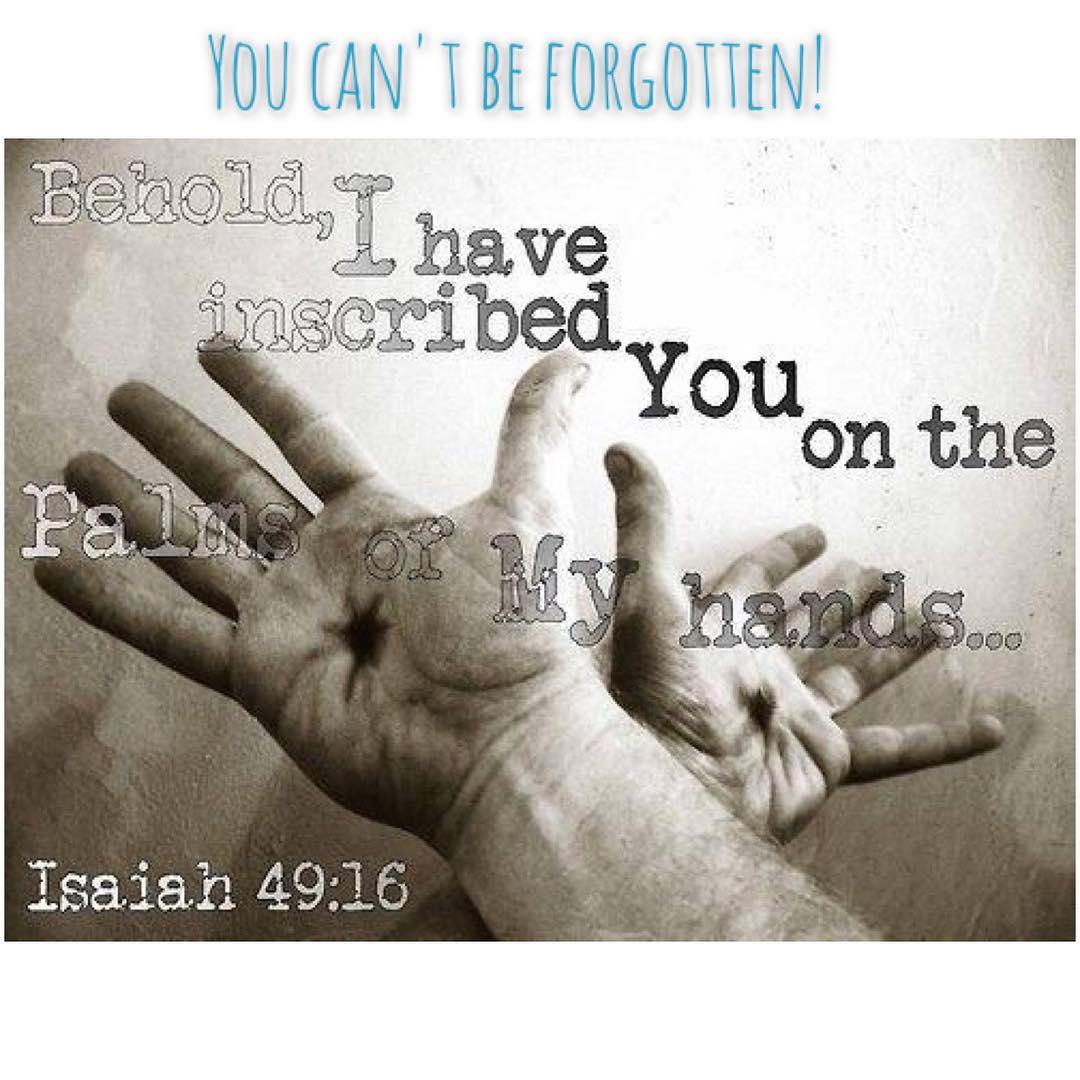 You can't be forgotten!
Behold, I have
inscribed You
on the
Palms of My hands...
Isaiah 49:16